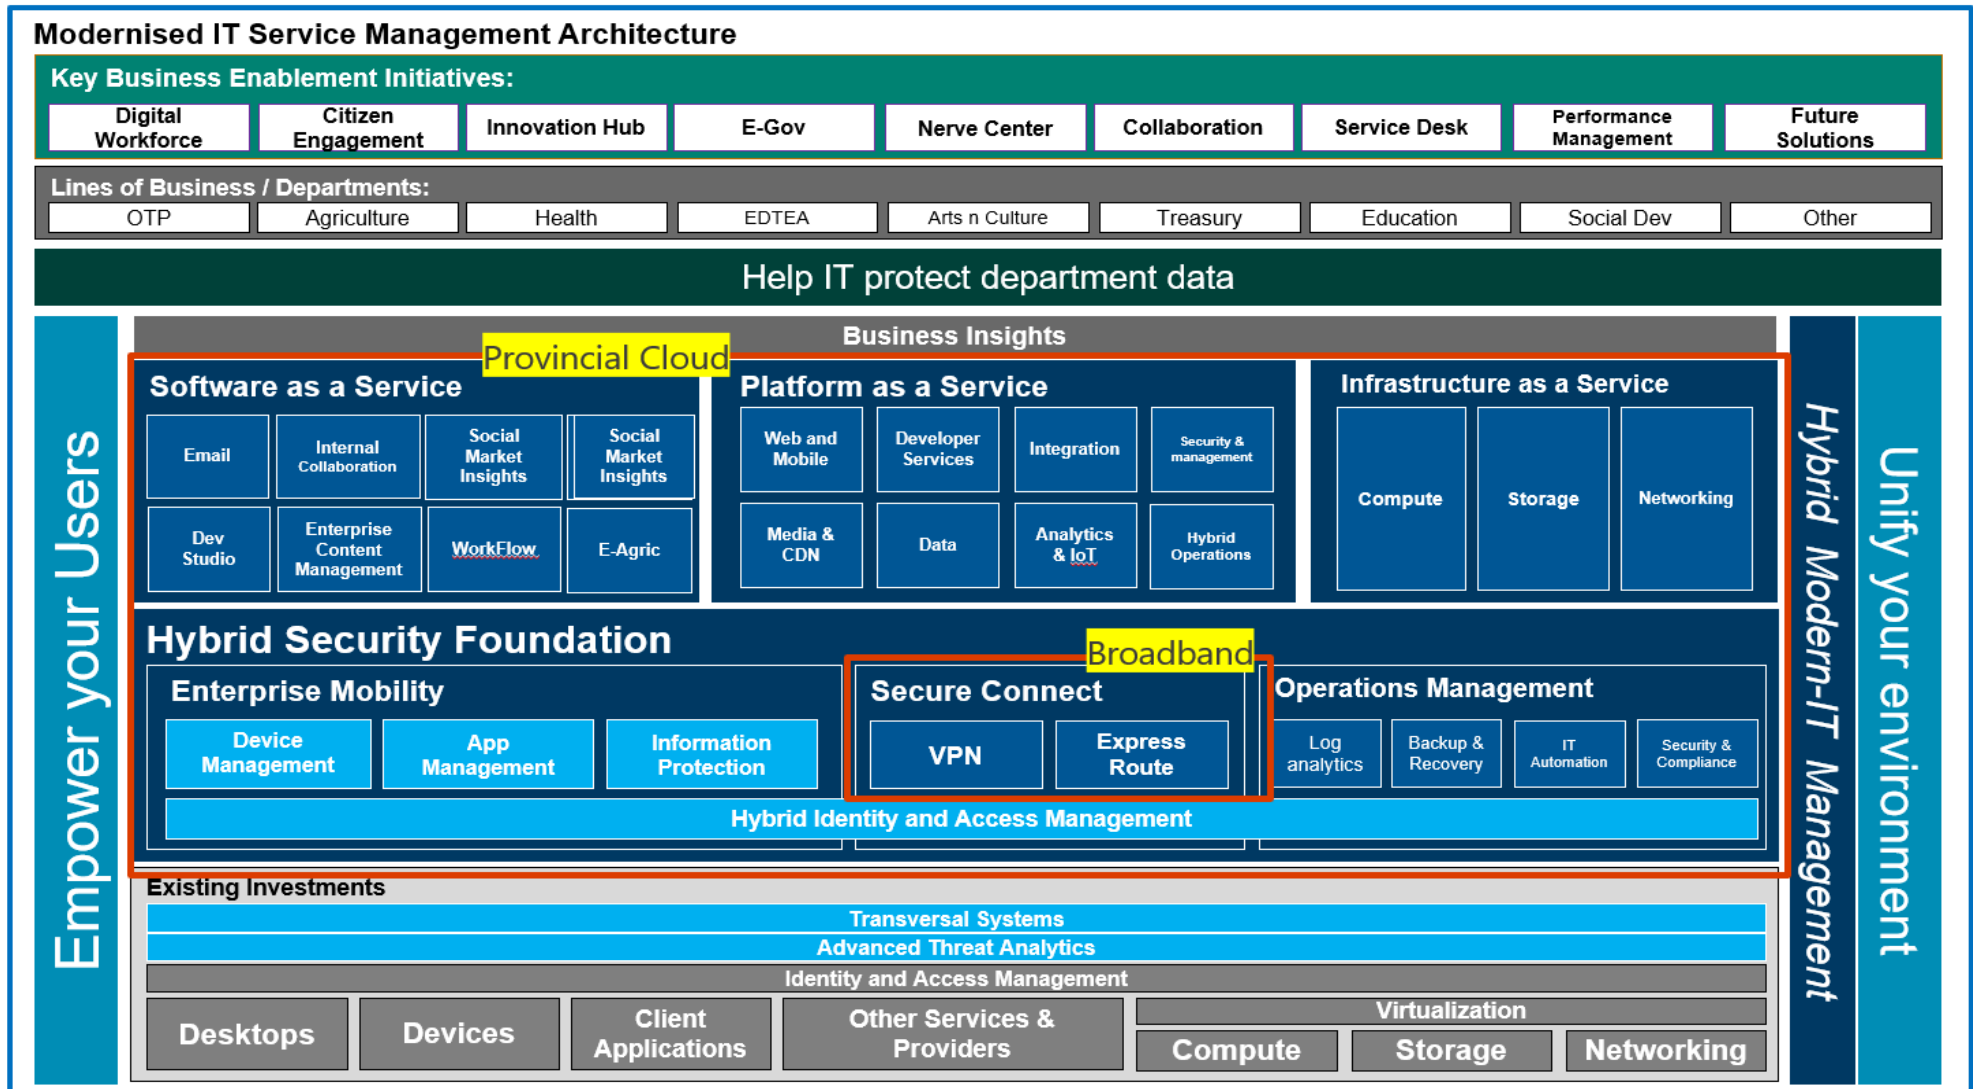 Modernised IT Service Management Architecture
Key Business Enablement Initiatives:
Digital
Workforce
Citizen
Engagement
Innovation Hub
E-Gov
Nerve Center
Collaboration
Service Desk
Performance
Management
Future
Solutions
Lines of Business / Departments:
OTP
Agriculture
Health
EDTEA
Arts n Culture
Treasury
Education
Social Dev
Other
Help IT protect department data
Empower your Users
Business Insights
Provincial Cloud
Software as a Service
Email
Internal
Collaboration
Social
Market
Insights
Social
Market
Insights
Dev
Studio
Enterprise
Content
Management
WorkFlow
E-Agric
Platform as a Service
Web and
Mobile
Developer
Services
Integration
Security &
management
Media &
CDN
Data
Analytics
& IoT
Hybrid
Operations
Infrastructure as a Service
Compute
Storage
Networking
Hybrid Security Foundation
Enterprise Mobility
Device
Management
App
Management
Information
Protection
Broadband
Secure Connect
VPN
Express
Route
Operations Management
Log
analytics
Backup &
Recovery
IT
Automation
Security &
Compliance
Hybrid Identity and Access Management
Existing Investments
Transversal Systems
Advanced Threat Analytics
Identity and Access Management
Desktops
Devices
Client
Applications
Other Services &
Providers
Virtualization
Compute
Storage
Networking
Hybrid Modern-IT Management
Unify your environment